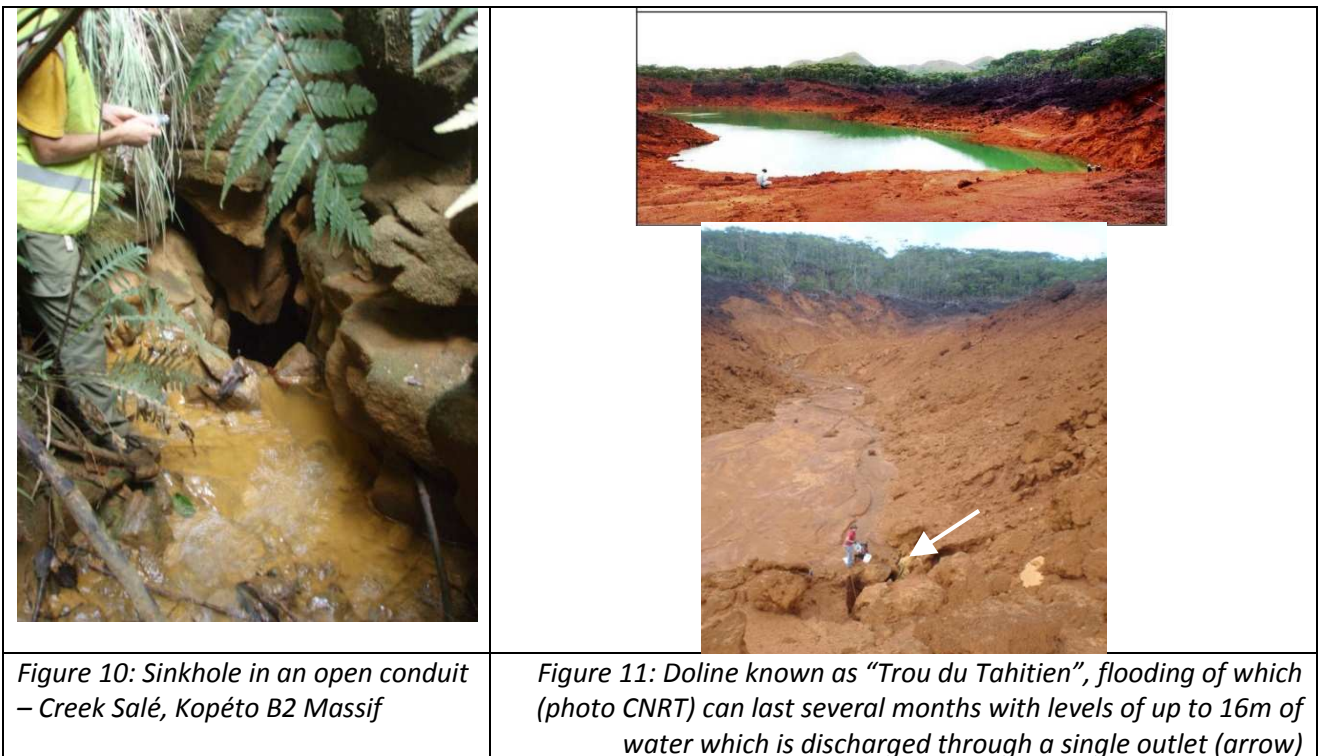 Figure 10: Sinkhole in an open conduit
– Creek Salé, Kopéto B2 Massif
Figure 11: Doline known as “Trou du Tahitien”, flooding of which
(photo CNRT) can last several months with levels of up to 16m of
water which is discharged through a single outlet (arrow)